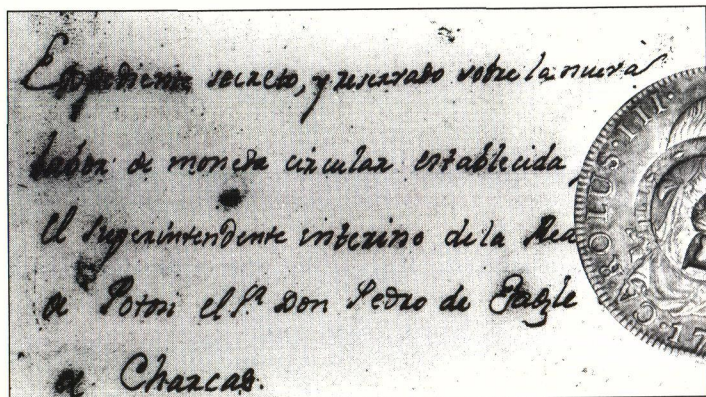 Expediente secreto, y reservado sobre la nueva
labor de moneda circular establecida
el Superintendente interino de la Rea
de Potosi el Sr. Don Pedro de
de Charcas.
CAROLUS·III·